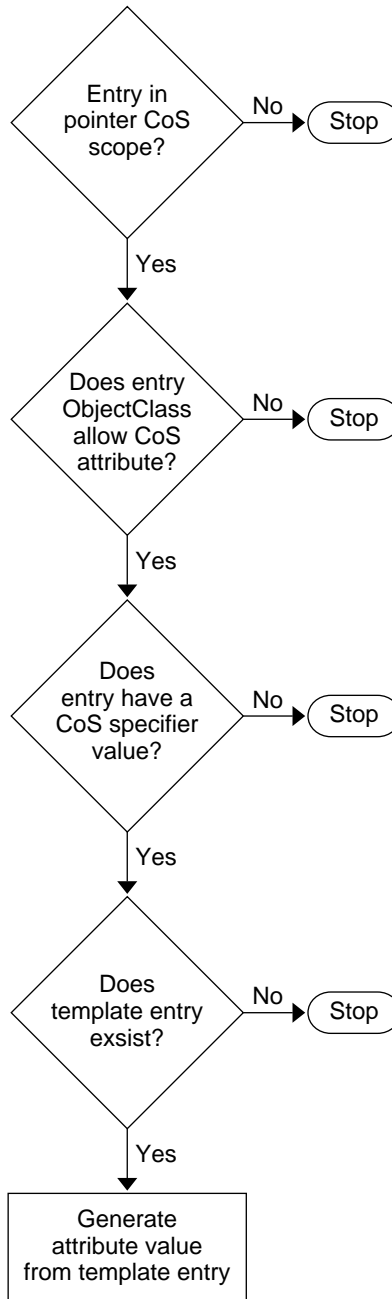 Entry in
pointer CoS
scope?
No
Stop
Yes
Does entry
ObjectClass
allow CoS
attribute?
No
Stop
Yes
Does
entry have a
CoS specifier
value?
No
Stop
Yes
Does
template entry
exsist?
No
Stop
Yes
Generate
attribute value
from template entry